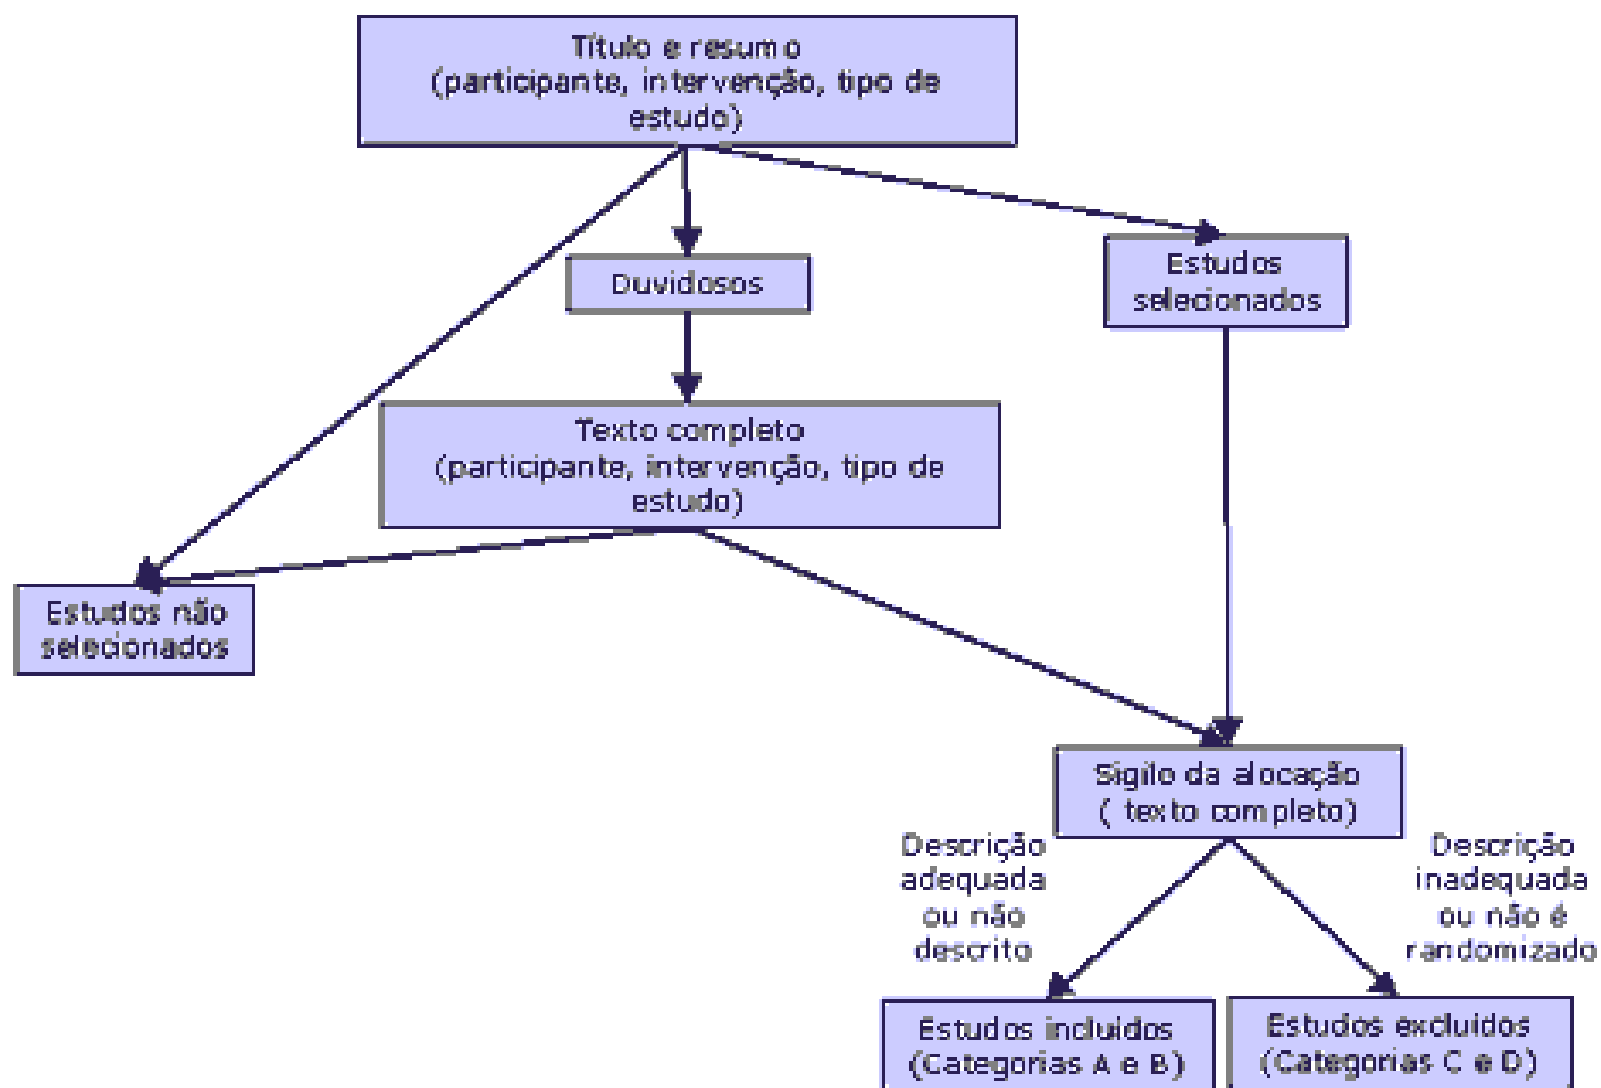 Título e resumo
(participante, intervenção, tipo de
estudo)
Duvidosos
Estudos
selecionados
Texto completo
(participante, intervenção, tipo de
estudo)
Estudos não
selecionados
Sigilo da alocação
( texto completo)
Descrição
adequada
ou não
descrito
Descrição
inadequada
ou não é
randomizado
Estudos incluídos
(Categorias A e B)
Estudos excluídos
(Categorias C e D)